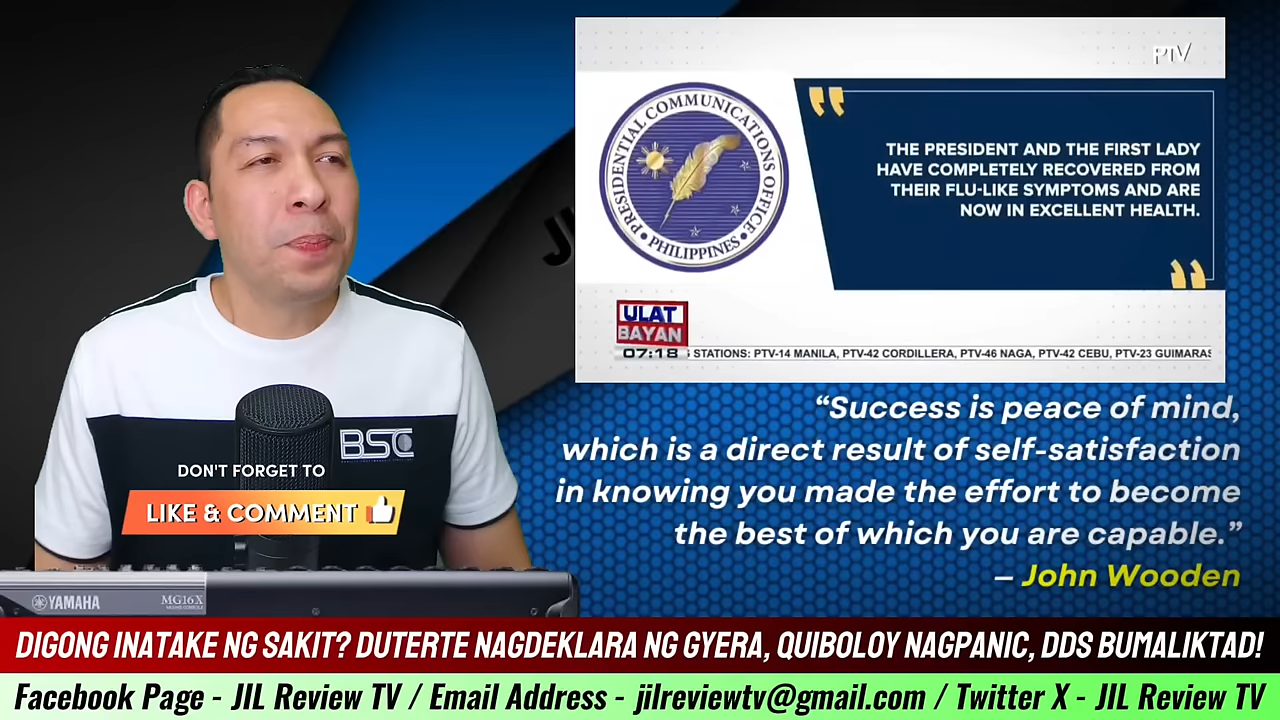 PTV
PRESIDENTIAL COMMUNICATIONS OFFICE
PHILIPPINES
THE PRESIDENT AND THE FIRST LADY
HAVE COMPLETELY RECOVERED FROM
THEIR FLU-LIKE SYMPTOMS AND ARE
NOW IN EXCELLENT HEALTH.
ULAT
BAYAN
07:18
STATIONS: PTV-14 MANILA, PTV-42 CORDILLERA, PTV-46 NAGA, PTV-42 CEBU, PTV-23 GUIMARAS
“Success is peace of mind,
which is a direct result of self-satisfaction
in knowing you made the effort to become
the best of which you are capable.”
– John Wooden
BSC
DON'T FORGET TO
LIKE & COMMENT
YAMAHA
MG16X
DIGONG INATAKE NG SAKIT? DUTERTE NAGDEKLARA NG GYERA, QUIBOLOY NAGPANIC, DDS BUMALIKTAD!
Facebook Page - JIL Review TV / Email Address - jilreviewtv@gmail.com / Twitter X - JIL Review TV